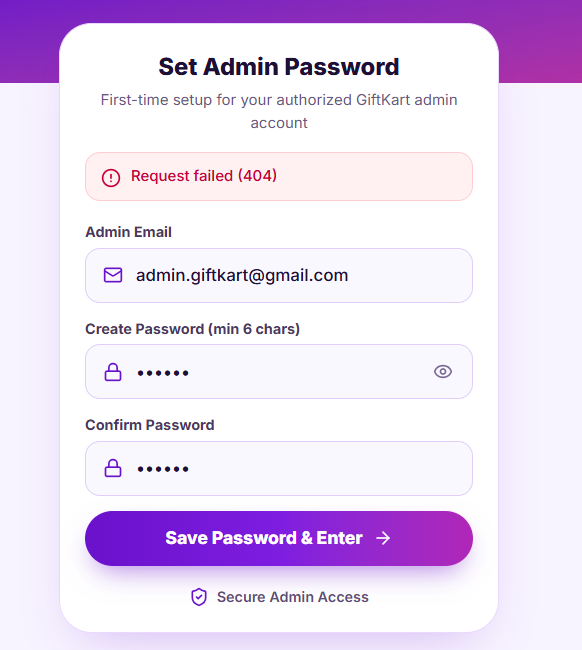 Set Admin Password
First-time setup for your authorized GiftKart admin
account
Request failed (404)
Admin Email
admin.giftkart@gmail.com
Create Password (min 6 chars)
••••••
Confirm Password
••••••
Save Password & Enter →
Secure Admin Access